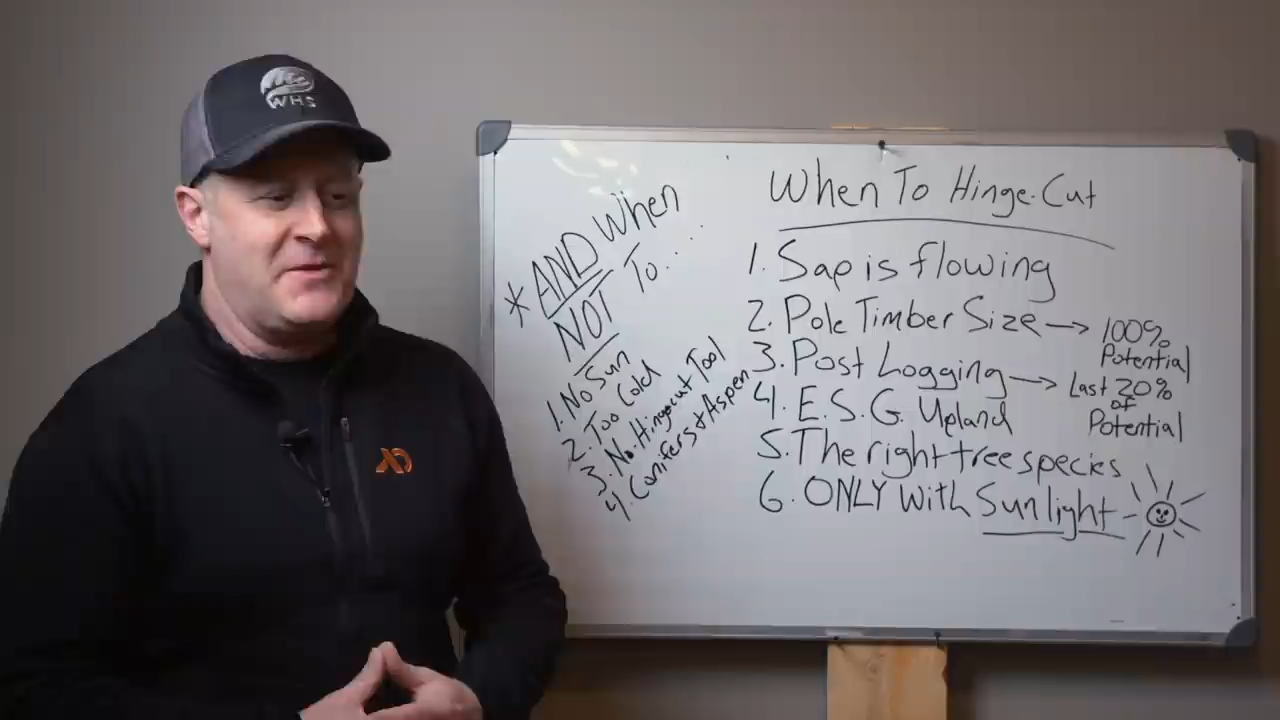 WHS
* AND When
NOT To....
1. No Sun
2. Too Cold
3. No Hingecut Tool
4. Conifers & Aspen
When To Hinge-Cut
1. Sap is flowing
2. Pole Timber Size → 100% Potential
3. Post Logging → Last 20% of Potential
4. E.S.G. Upland
5. The right tree species
6. ONLY with Sunlight